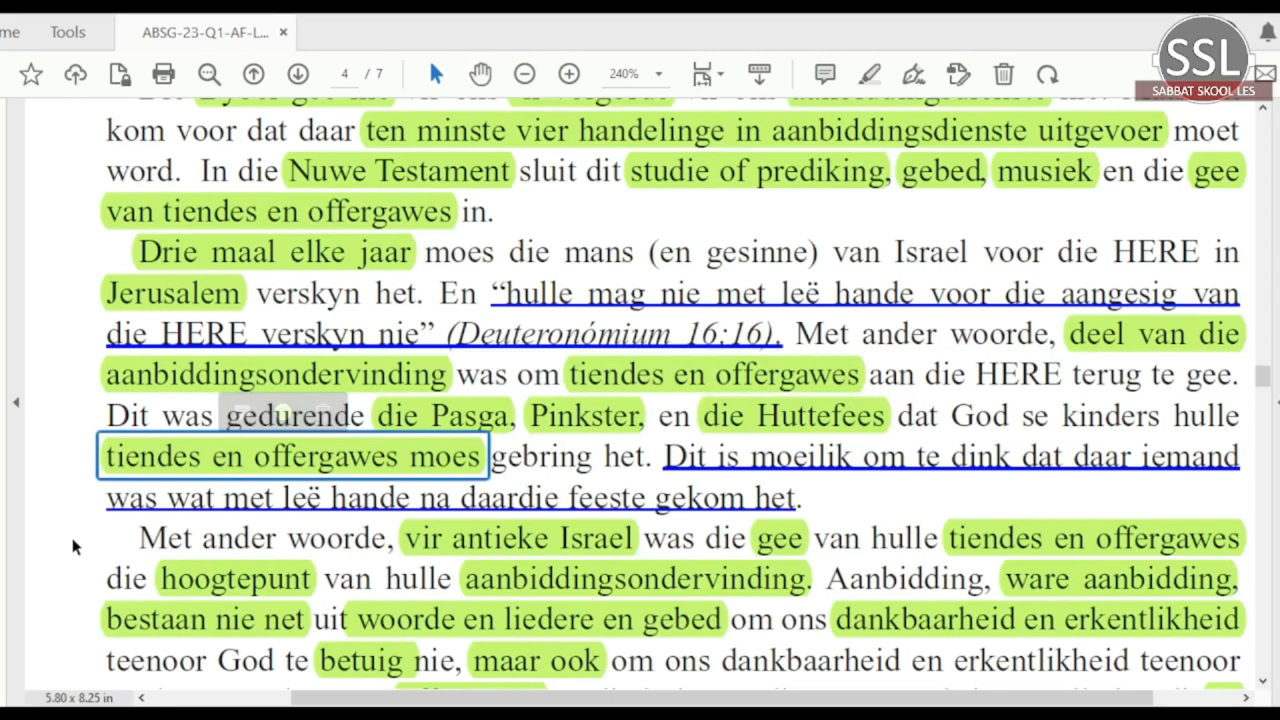 me Tools ABSG-23-Q1-AF-L... ×
4 / 7 240%
SSL
SABBAT SKOOL LES
kom voor dat daar ten minste vier handelinge in aanbiddingsdienste uitgevoer moet
word. In die Nuwe Testament sluit dit studie of prediking, gebed, musiek en die gee
van tiendes en offergawes in.
Drie maal elke jaar moes die mans (en gesinne) van Israel voor die HERE in
Jerusalem verskyn het. En “hulle mag nie met leë hande voor die aangesig van
die HERE verskyn nie” (Deuteronómium 16:16). Met ander woorde, deel van die
aanbiddingsondervinding was om tiendes en offergawes aan die HERE terug te gee.
Dit was gedurende die Pasga, Pinkster, en die Huttefees dat God se kinders hulle
tiendes en offergawes moes gebring het. Dit is moeilik om te dink dat daar iemand
was wat met leë hande na daardie feeste gekom het.
Met ander woorde, vir antieke Israel was die gee van hulle tiendes en offergawes
die hoogtepunt van hulle aanbiddingsondervinding. Aanbidding, ware aanbidding,
bestaan nie net uit woorde en liedere en gebed om ons dankbaarheid en erkentlikheid
teenoor God te betuig nie, maar ook om ons dankbaarheid en erkentlikheid teenoor
5.80 x 8.25 in